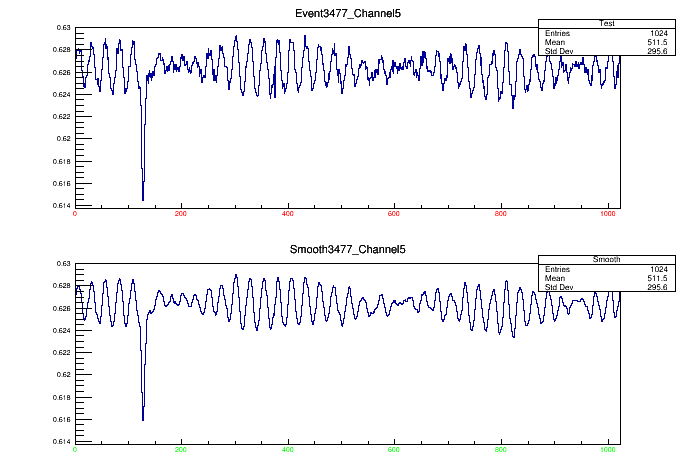 Event3477_Channel5
Test
Entries 1024
Mean 511.5
Std Dev 295.6
0.63
0.628
0.626
0.624
0.622
0.62
0.618
0.616
0.614
0 200 400 600 800 1000
Smooth3477_Channel5
Smooth
Entries 1024
Mean 511.5
Std Dev 295.6
0.63
0.628
0.626
0.624
0.622
0.62
0.618
0.616
0.614
0 200 400 600 800 1000